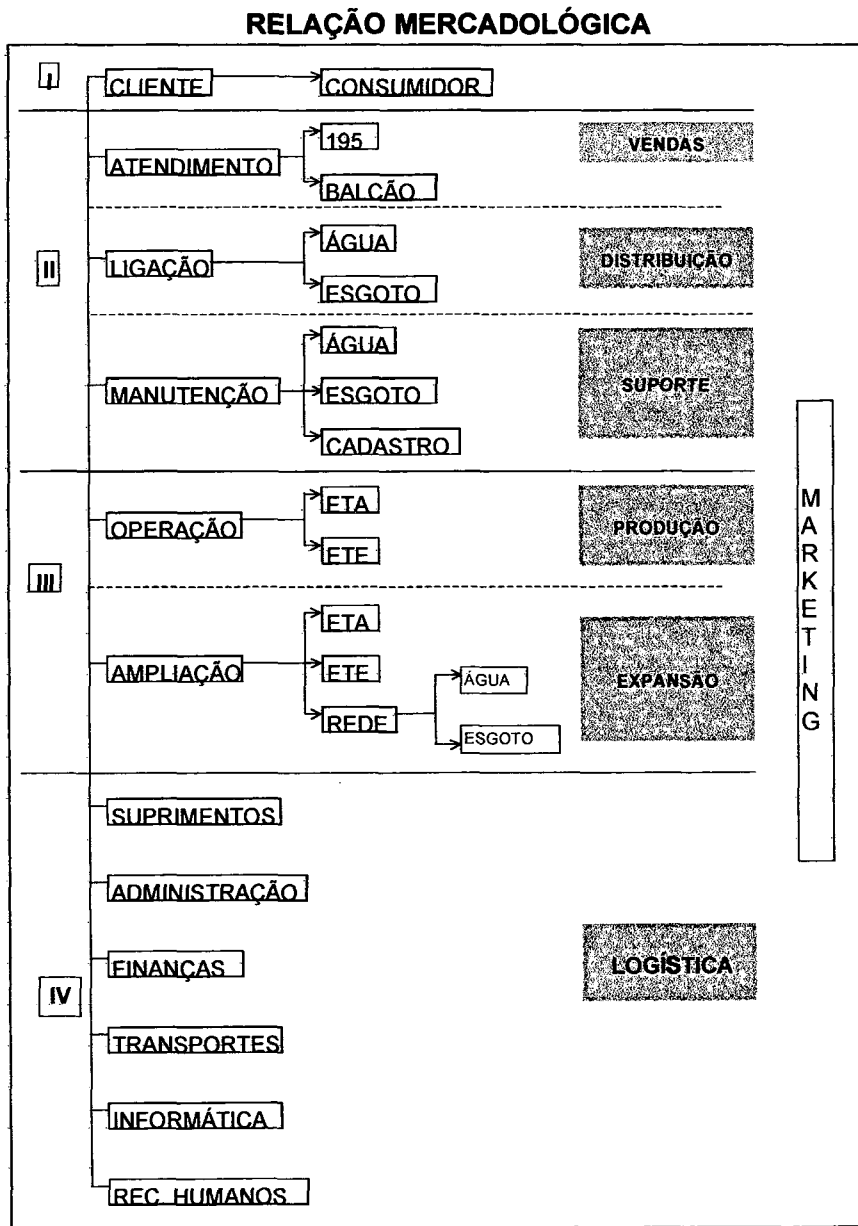 RELAÇÃO MERCADOLÓGICA
I
CLIENTE
CONSUMIDOR
II
ATENDIMENTO
195
BALCÃO
VENDAS
LIGAÇÃO
ÁGUA
ESGOTO
DISTRIBUIÇÃO
MANUTENÇÃO
ÁGUA
ESGOTO
CADASTRO
SUPORTE
III
OPERAÇÃO
ETA
ETE
PRODUÇÃO
AMPLIAÇÃO
ETA
ETE
REDE
ÁGUA
ESGOTO
EXPANSÃO
MARKETING
IV
SUPRIMENTOS
ADMINISTRAÇÃO
FINANÇAS
TRANSPORTES
INFORMÁTICA
REC. HUMANOS
LOGÍSTICA